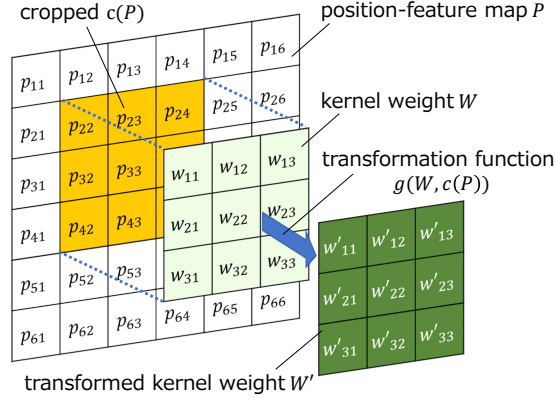 cropped c(P)
position-feature map P
p₁₁ p₁₂ p₁₃ p₁₄ p₁₅ p₁₆
p₂₁ p₂₂ p₂₃ p₂₄ p₂₅ p₂₆
kernel weight W
p₃₁ p₃₂ p₃₃
w₁₁ w₁₂ w₁₃
transformation function
g(W, c(P))
p₄₁ p₄₂ p₄₃
w₂₁ w₂₂ w₂₃
p₅₁ p₅₂ p₅₃
w₃₁ w₃₂ w₃₃
p₆₁ p₆₂ p₆₃ p₆₄ p₆₅ p₆₆
w'₁₁ w'₁₂ w'₁₃
w'₂₁ w'₂₂ w'₂₃
w'₃₁ w'₃₂ w'₃₃
transformed kernel weight W'